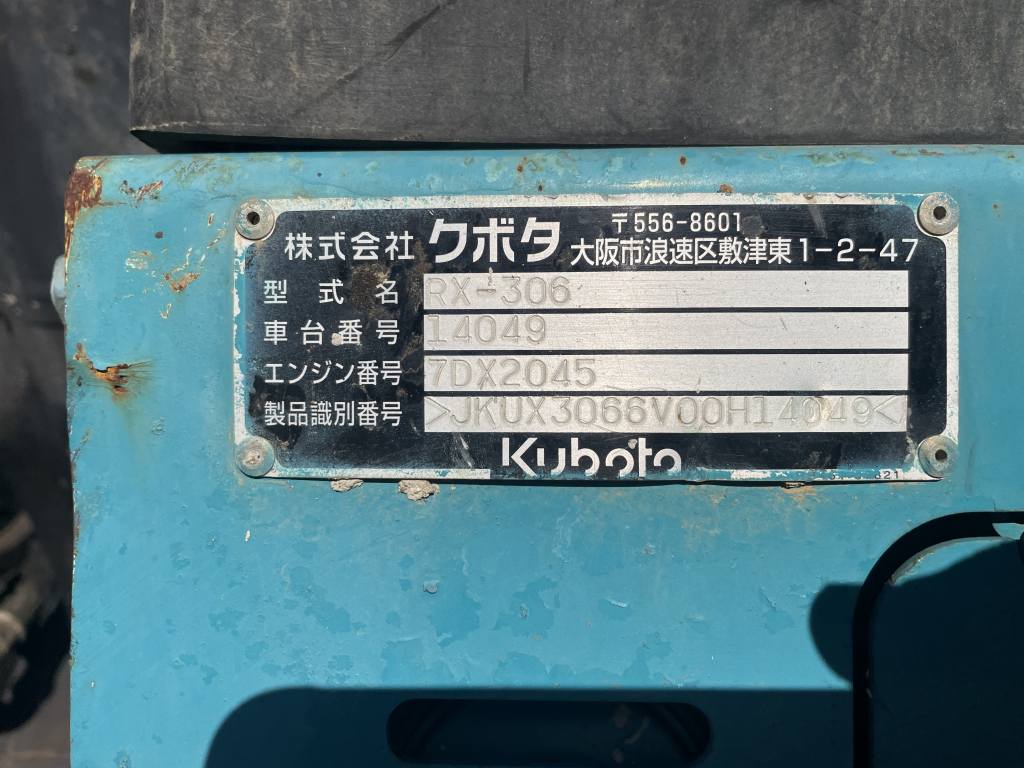 株式会社 クボタ 〒556-8601
大阪市浪速区敷津東1-2-47
型式名 RX-306
車台番号 14049
エンジン番号 7DX2045
製品識別番号 >JKUX3066V00H14049<
Kubota